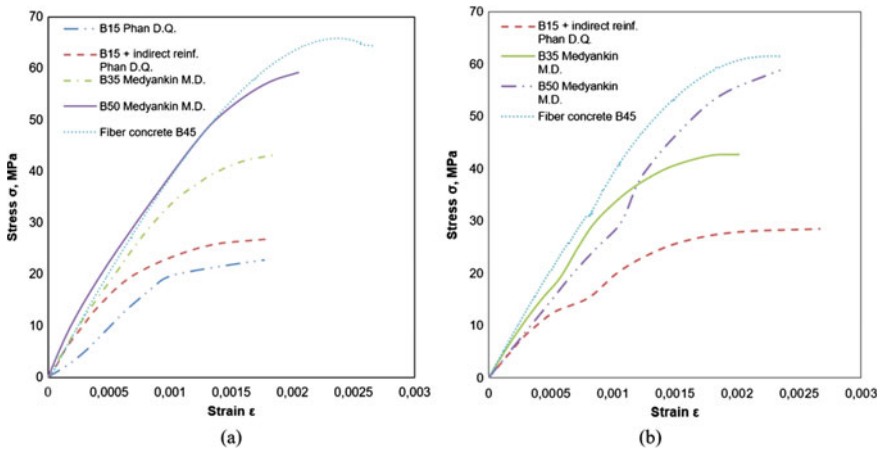 70
60
50
40
30
20
10
0
Stress σ, MPa
B15 Phan D.Q.
B15 + indirect reinf.
Phan D.Q.
B35 Medyankin M.D.
B50 Medyankin M.D.
Fiber concrete B45
0 0,0005 0,001 0,0015 0,002 0,0025 0,003
Strain ε
(a)
70
60
50
40
30
20
10
0
Stress σ, MPa
B15 + indirect reinf.
Phan D.Q.
B35 Medyankin
M.D.
B50 Medyankin
M.D.
Fiber concrete B45
0 0,0005 0,001 0,0015 0,002 0,0025 0,003
Strain ε
(b)